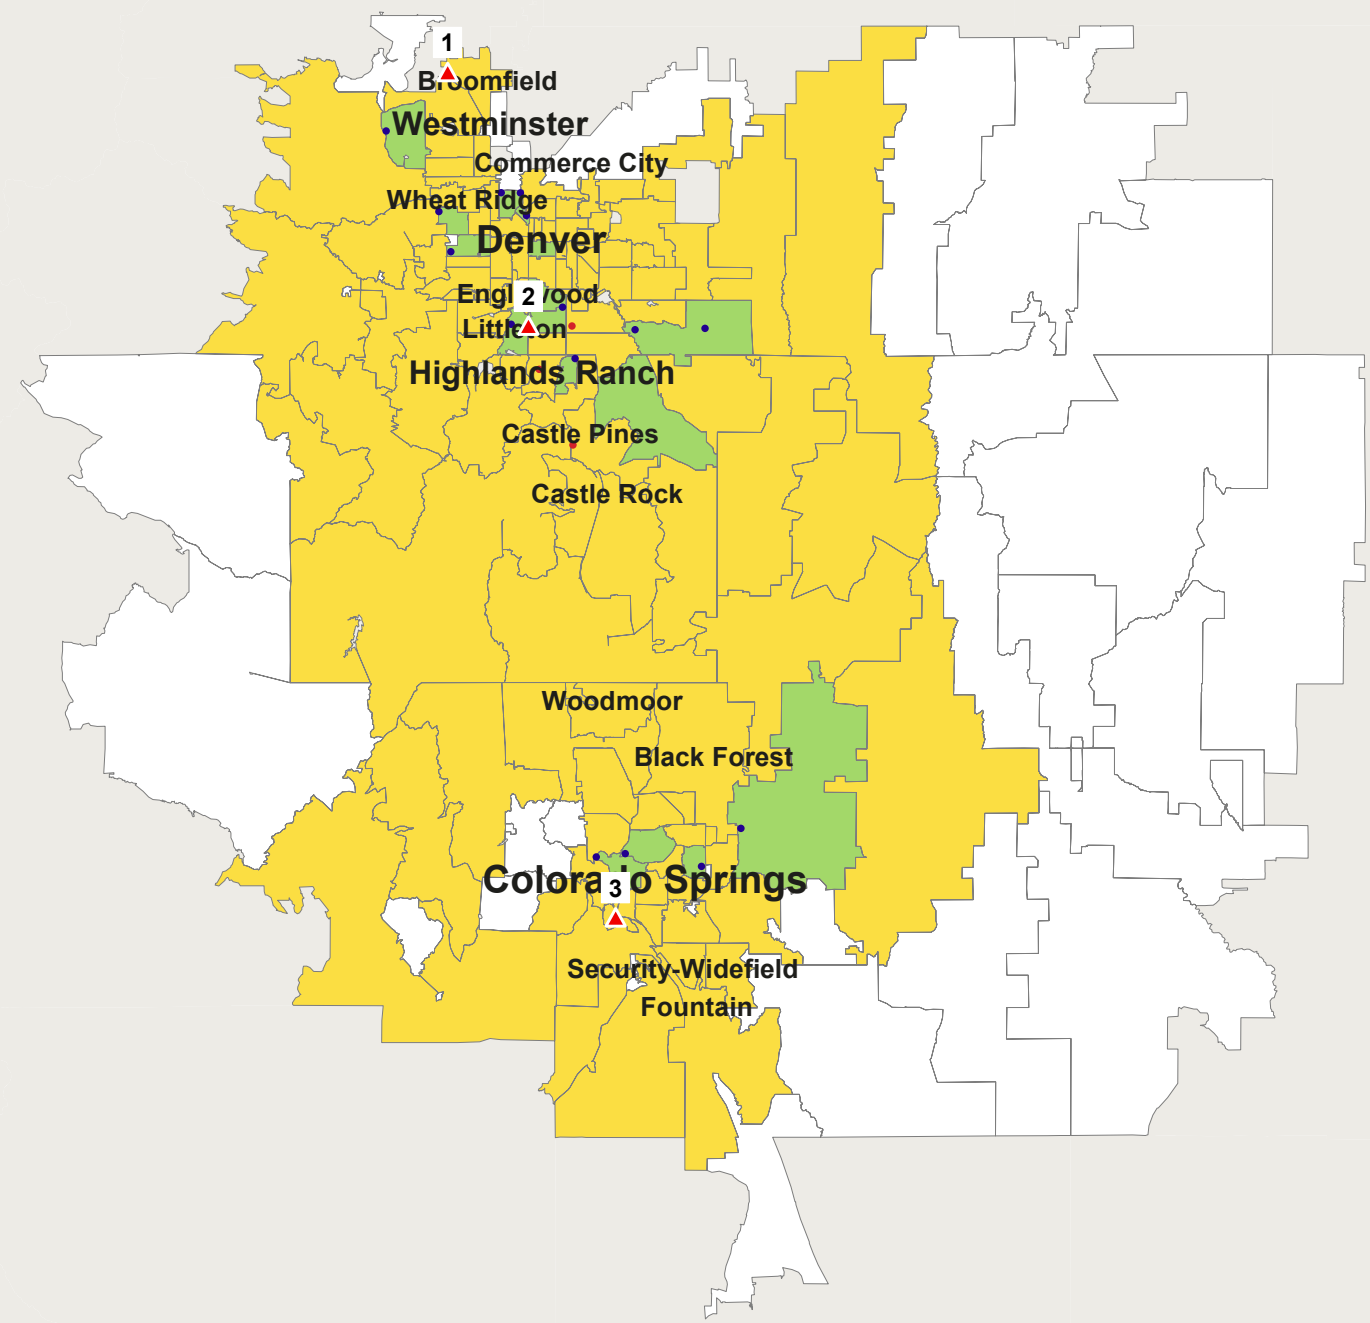 1
Broomfield
Westminster
Commerce City
Wheat Ridge
Denver
Englewood
2
Littleton
Highlands Ranch
Castle Pines
Castle Rock
Woodmoor
Black Forest
Colorado Springs
3
Security-Widefield
Fountain